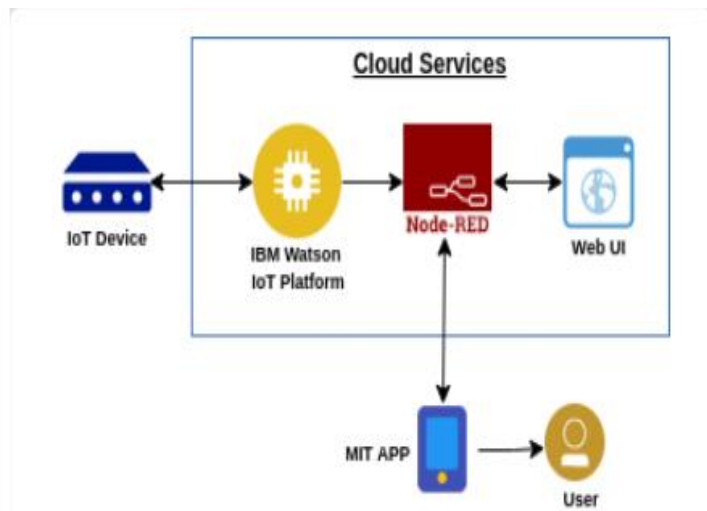 Cloud Services
IoT Device
IBM Watson
IoT Platform
Node-RED
Web UI
MIT APP
User